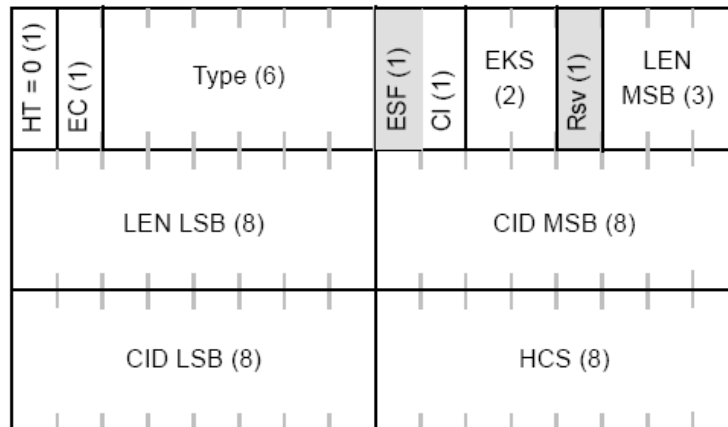 HT = 0 (1)
EC (1)
Type (6)
ESF (1)
CI (1)
EKS
(2)
Rsv (1)
LEN
MSB (3)
LEN LSB (8)
CID MSB (8)
CID LSB (8)
HCS (8)